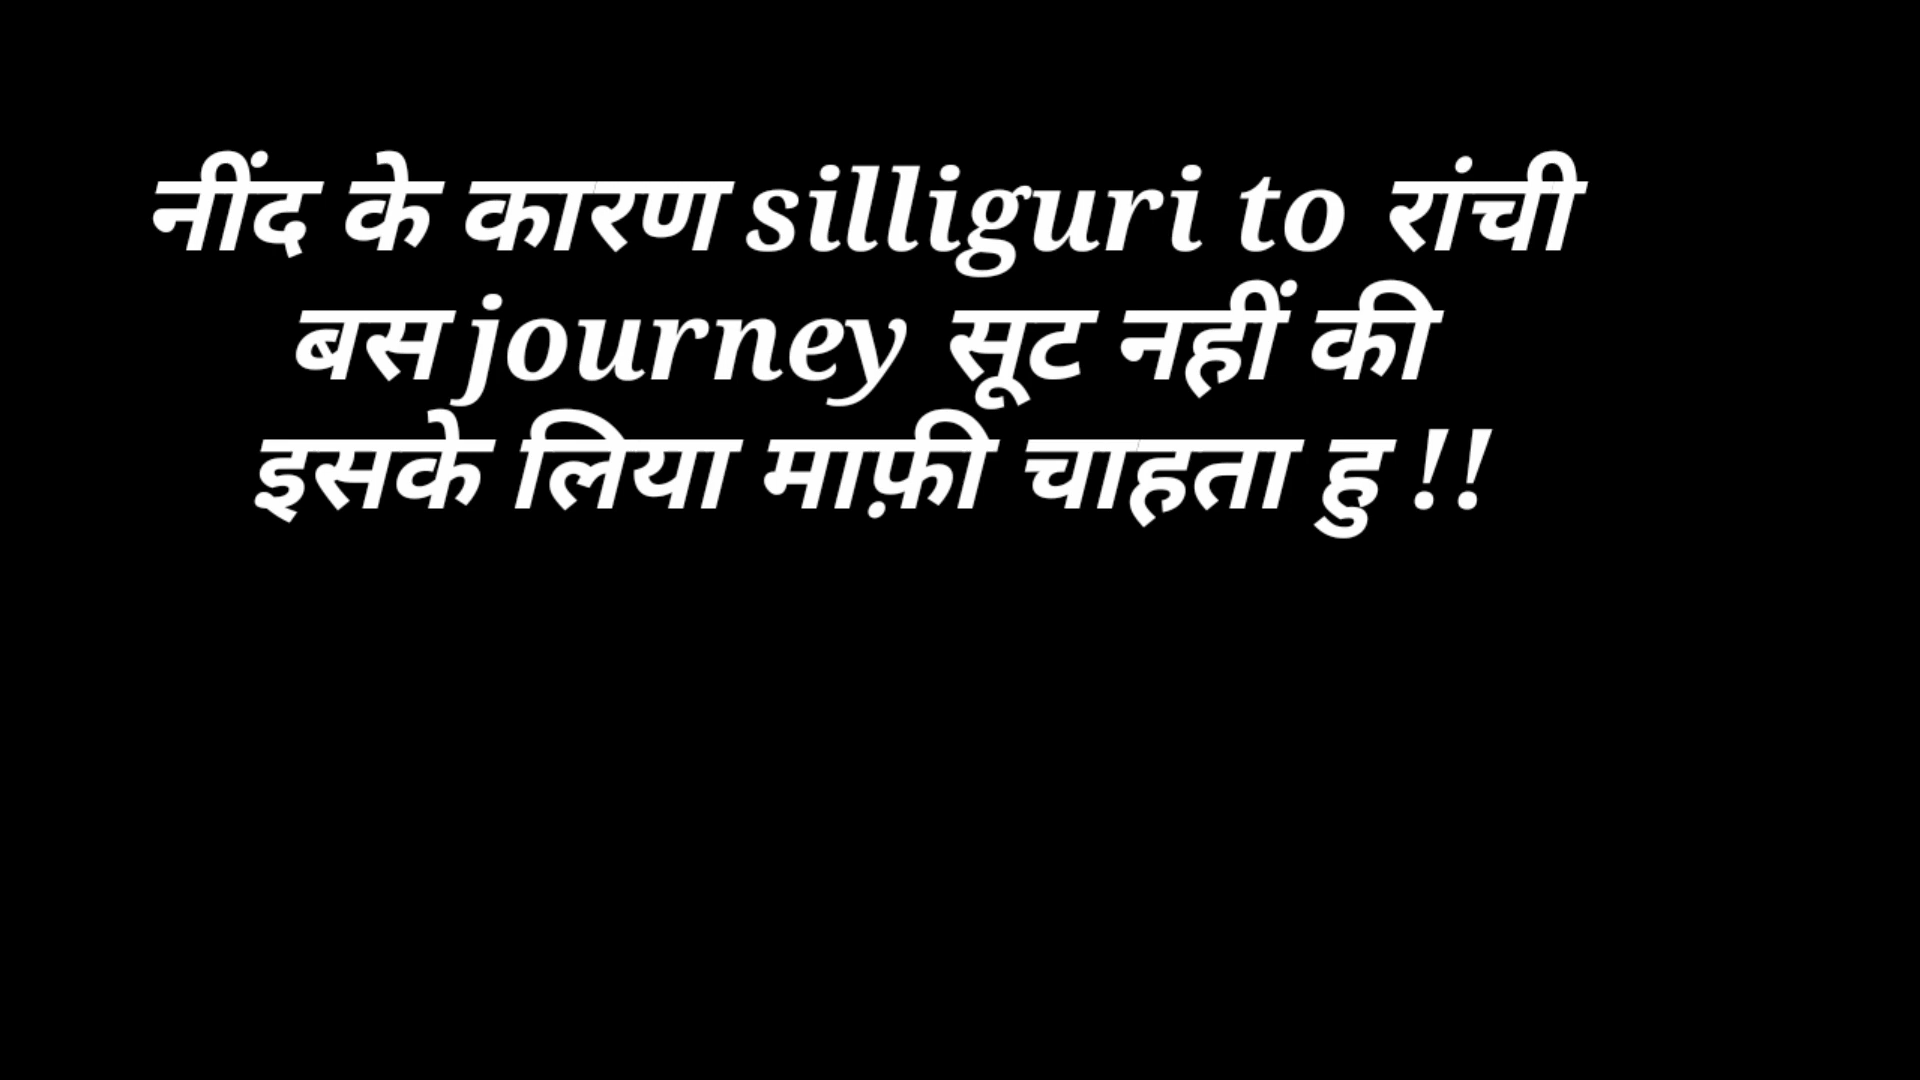 नींद के कारण silliguri to रांची
बस journey सूट नहीं की
इसके लिया माफ़ी चाहता हु !!